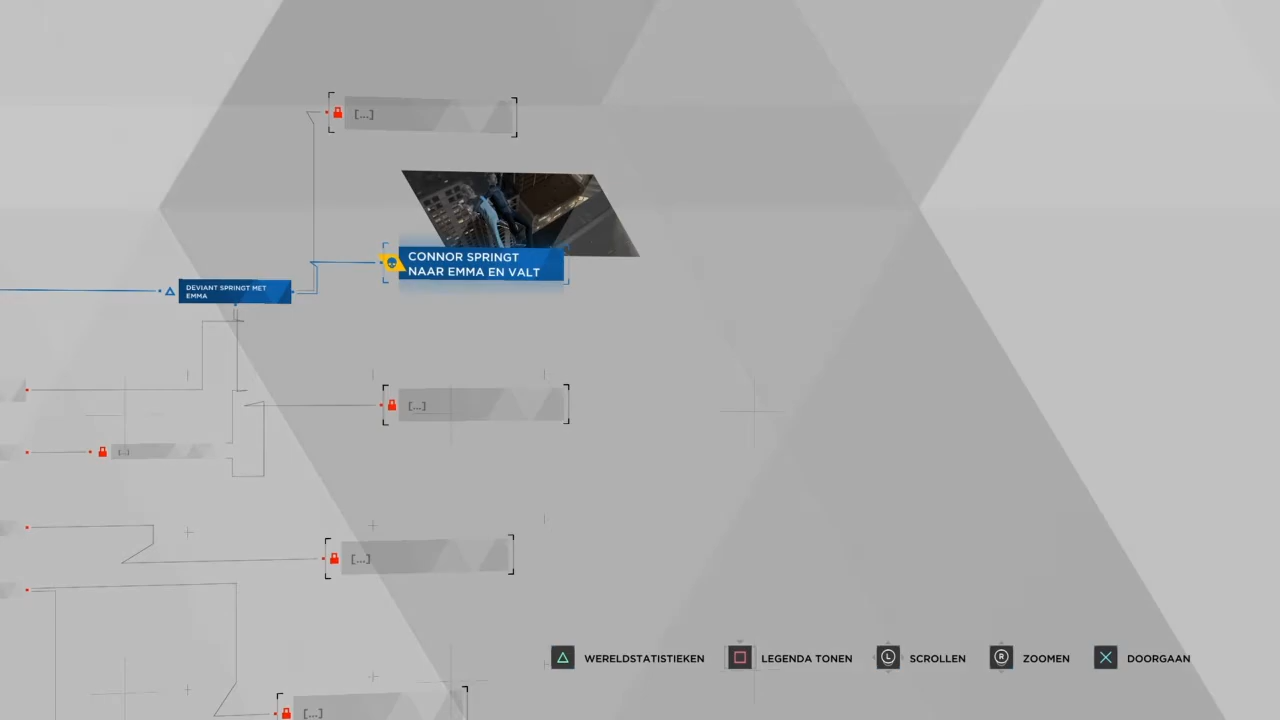 [...]
CONNOR SPRINGT
NAAR EMMA EN VALT
DEVIANT SPRINGT MET
EMMA
[...]
[...]
[...]
[...]
WERELDSTATISTIEKEN
LEGENDA TONEN
L
SCROLLEN
R
ZOOMEN
DOORGAAN